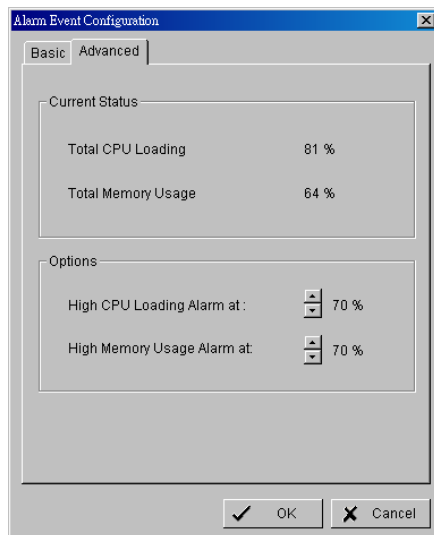 Alarm Event Configuration
Basic Advanced
Current Status
Total CPU Loading 81 %
Total Memory Usage 64 %
Options
High CPU Loading Alarm at : 70 %
High Memory Usage Alarm at: 70 %
OK Cancel